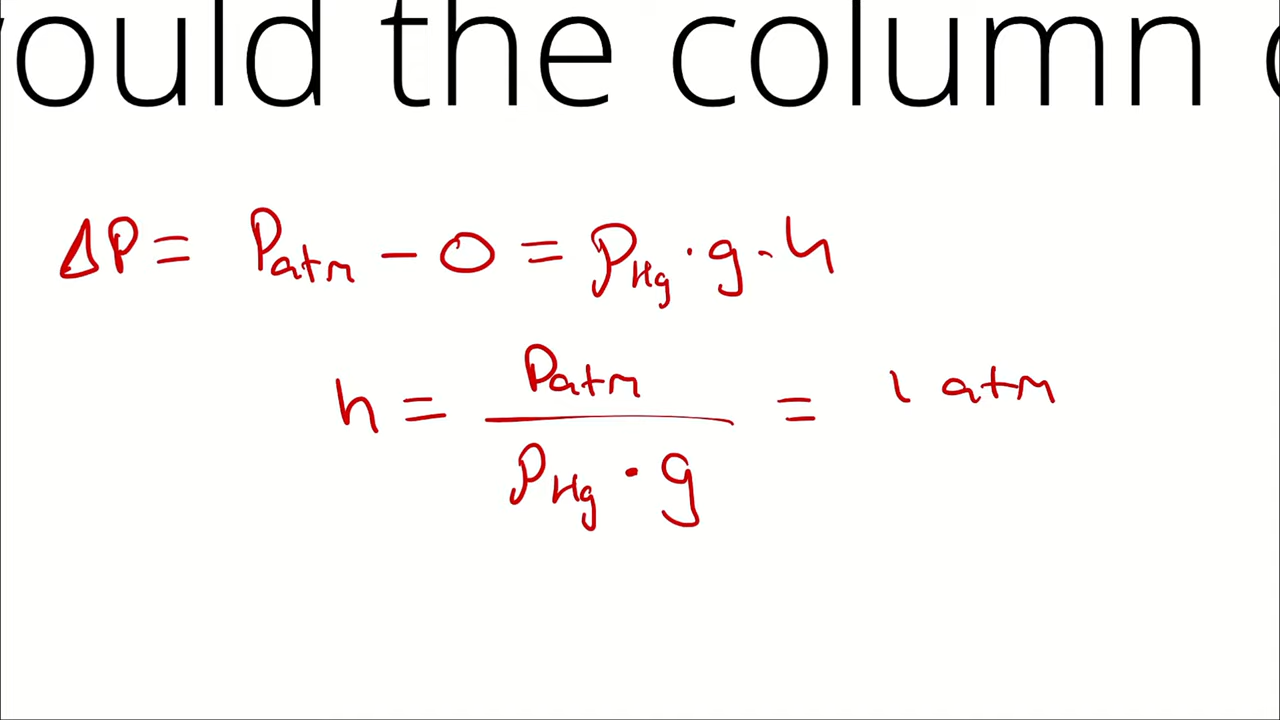 ould the column
ΔP = Patm - 0 = ρHg · g · h
h = Patm / ρHg · g = 1 atm